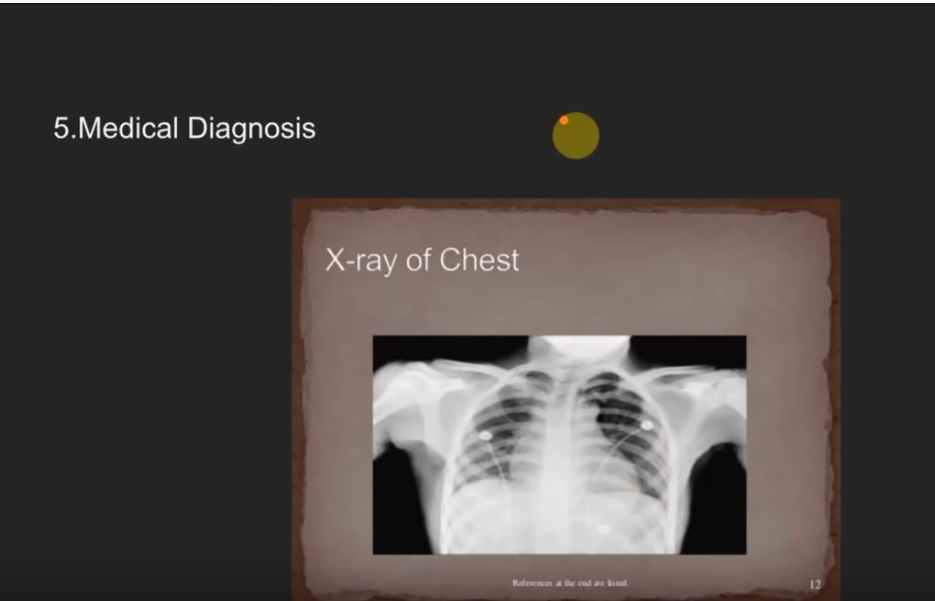 5.Medical Diagnosis
X-ray of Chest
References at the end are listed.
12